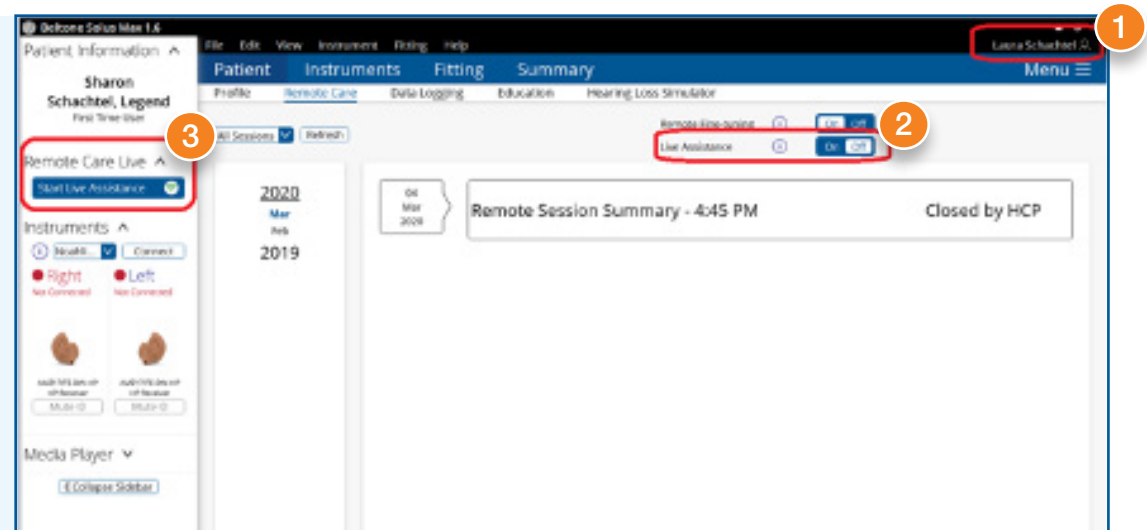 Beltone Solus Max 1.6
1
Patient Information
File Edit View Instrument Fitting Help
Laura Schachtel
Patient Instruments Fitting Summary Menu
Sharon
Schachtel, Legend
First Time User
Profile Remote Care Data Logging Education Hearing Loss Simulator
3
All Sessions Refresh
Remote Fine-tuning On Off
2
Live Assistance On Off
Remote Care Live
Start Live Assistance
2020
Mar
Feb
2019
04
Mar
2020
Remote Session Summary - 4:45 PM Closed by HCP
Instruments
Connect
Right Left
Not Connected Not Connected
Media Player
Collapse Sidebar